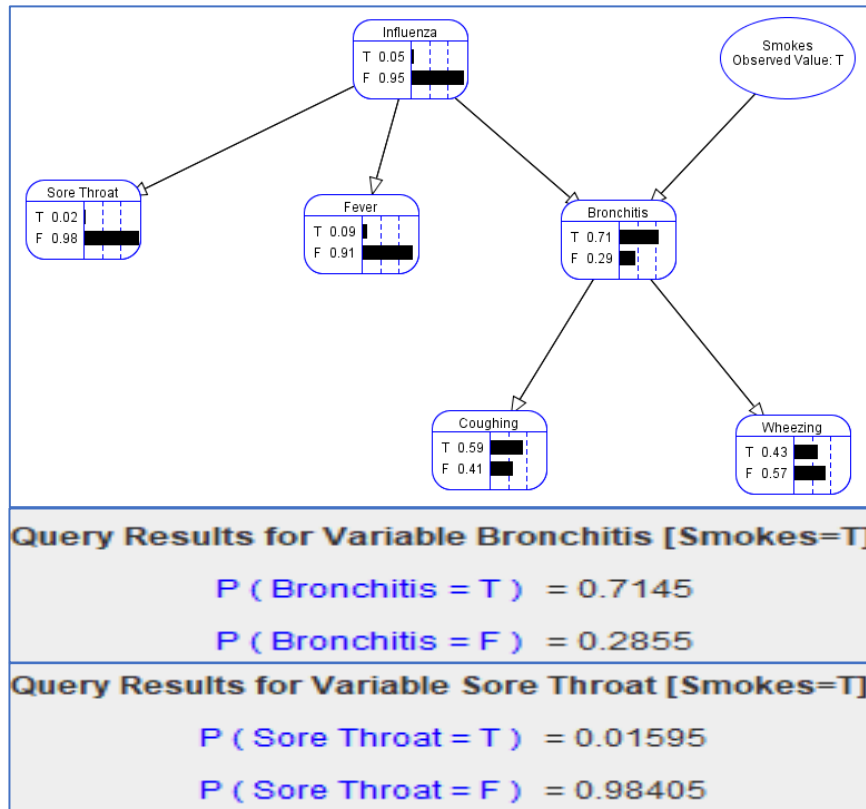 Influenza
T 0.05
F 0.95
Smokes
Observed Value: T
Sore Throat
T 0.02
F 0.98
Fever
T 0.09
F 0.91
Bronchitis
T 0.71
F 0.29
Coughing
T 0.59
F 0.41
Wheezing
T 0.43
F 0.57
Query Results for Variable Bronchitis [Smokes=T]
P ( Bronchitis = T ) = 0.7145
P ( Bronchitis = F ) = 0.2855
Query Results for Variable Sore Throat [Smokes=T]
P ( Sore Throat = T ) = 0.01595
P ( Sore Throat = F ) = 0.98405